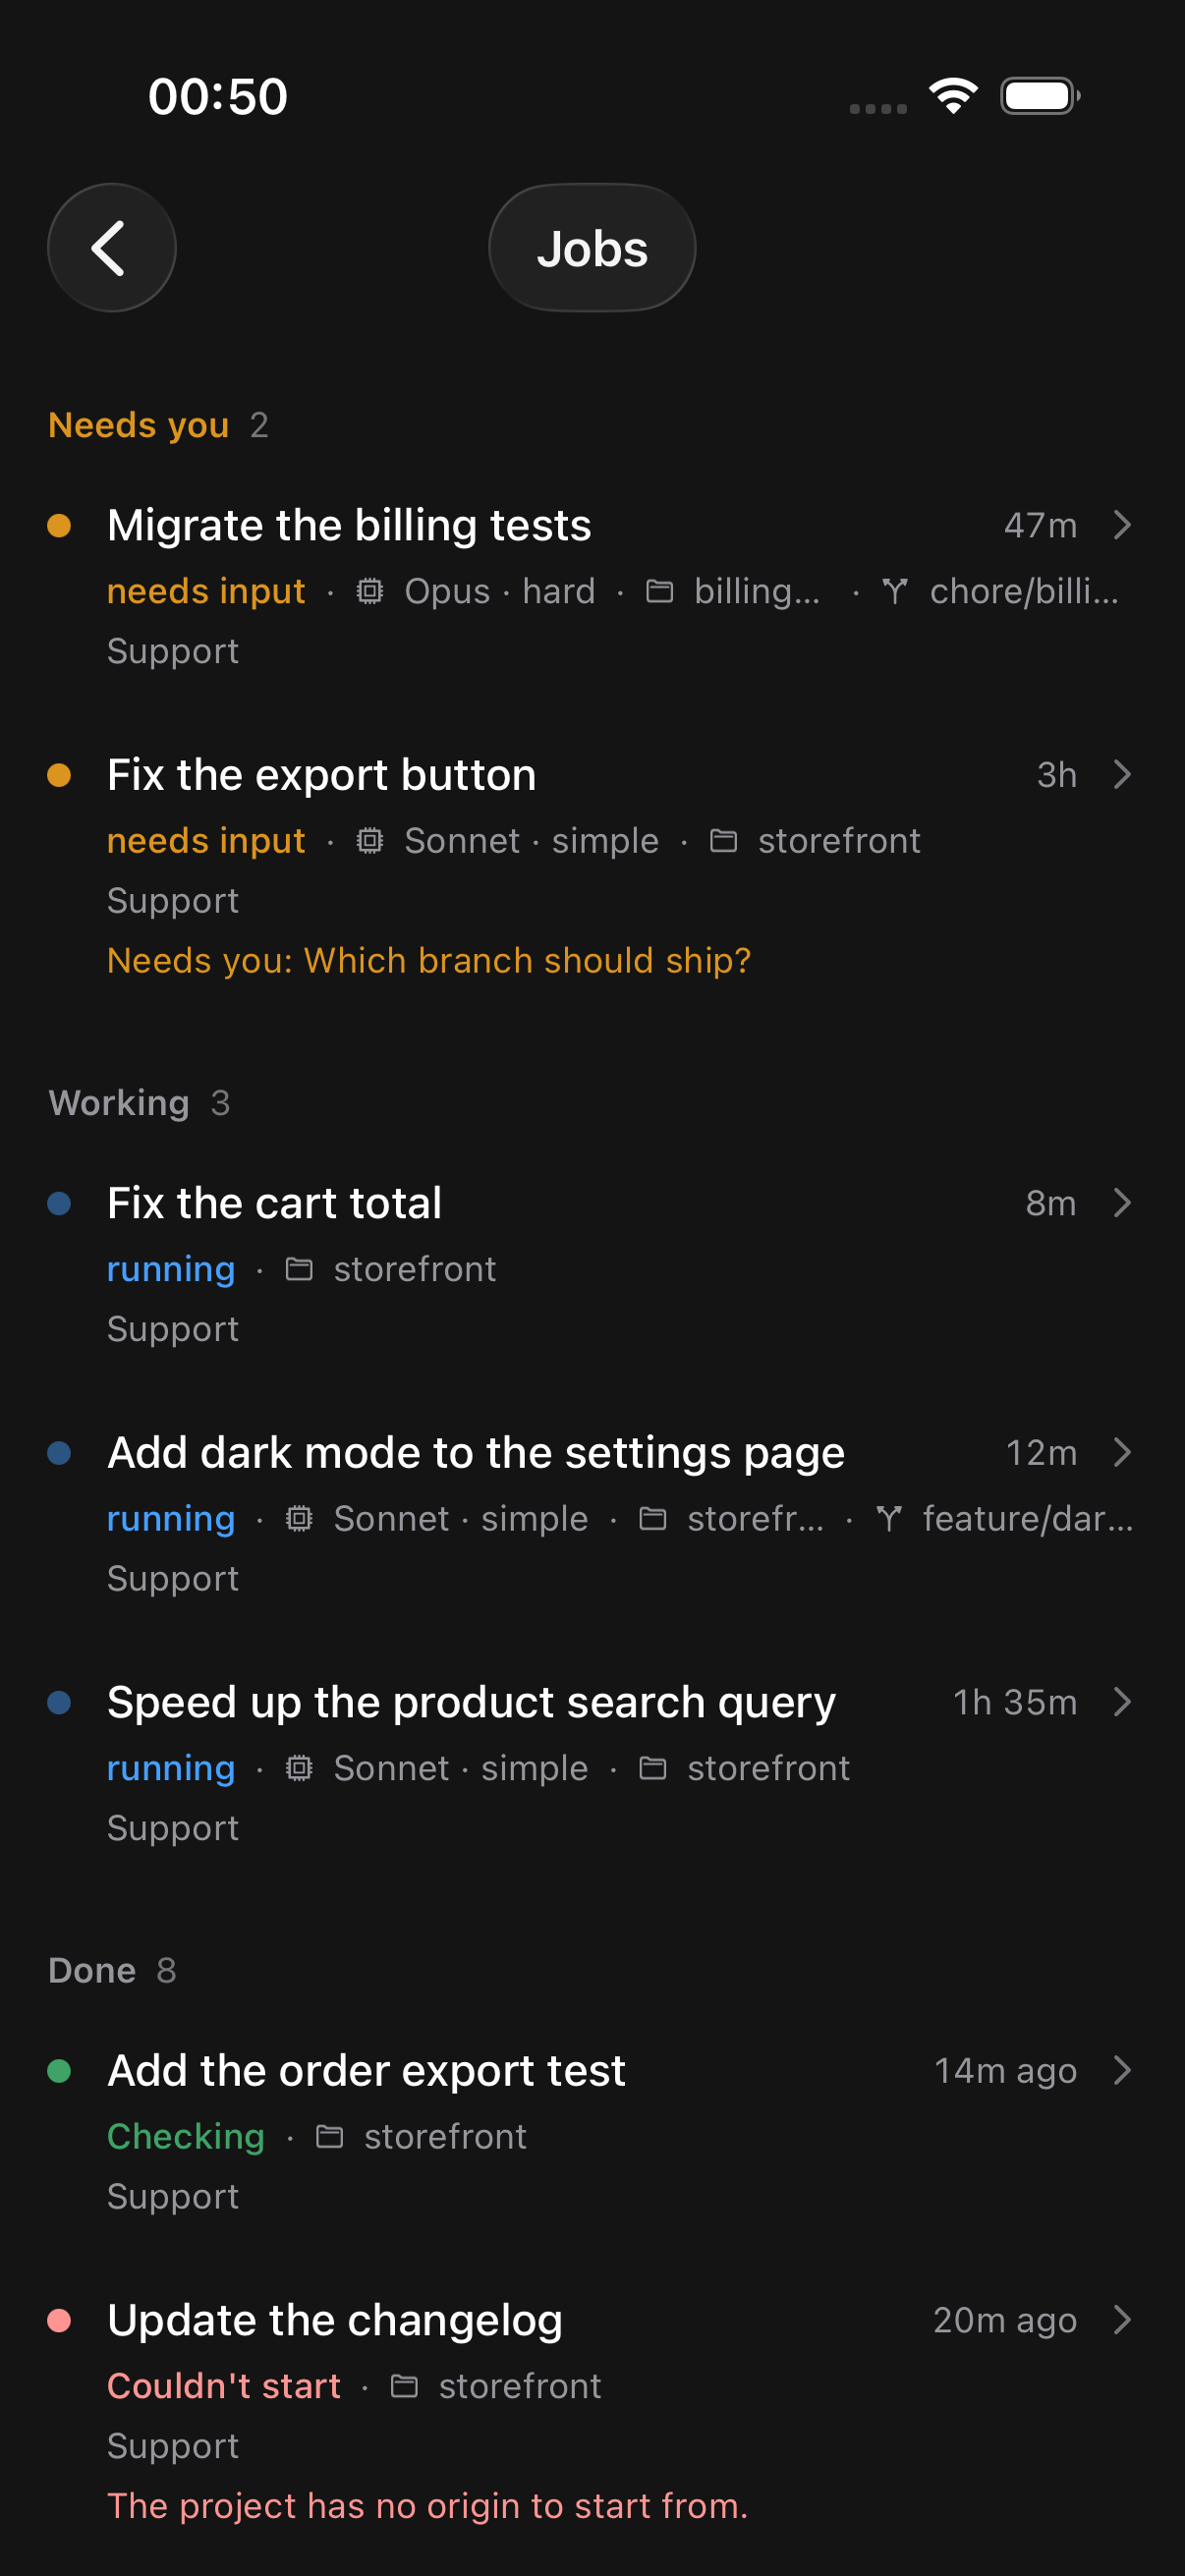 00:50
Jobs
Needs you 2
Migrate the billing tests 47m
needs input · Opus · hard · billing... · chore/billi...
Support
Fix the export button 3h
needs input · Sonnet · simple · storefront
Support
Needs you: Which branch should ship?
Working 3
Fix the cart total 8m
running · storefront
Support
Add dark mode to the settings page 12m
running · Sonnet · simple · storefr... · feature/dar...
Support
Speed up the product search query 1h 35m
running · Sonnet · simple · storefront
Support
Done 8
Add the order export test 14m ago
Checking · storefront
Support
Update the changelog 20m ago
Couldn't start · storefront
Support
The project has no origin to start from.